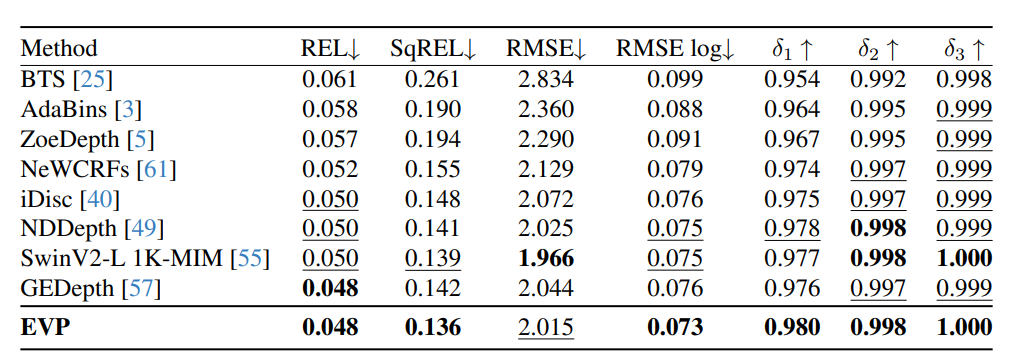 Method REL↓ SqREL↓ RMSE↓ RMSE log↓ δ1 ↑ δ2 ↑ δ3 ↑
BTS [25] 0.061 0.261 2.834 0.099 0.954 0.992 0.998
AdaBins [3] 0.058 0.190 2.360 0.088 0.964 0.995 0.999
ZoeDepth [5] 0.057 0.194 2.290 0.091 0.967 0.995 0.999
NeWCRFs [61] 0.052 0.155 2.129 0.079 0.974 0.997 0.999
iDisc [40] 0.050 0.148 2.072 0.076 0.975 0.997 0.999
NDDepth [49] 0.050 0.141 2.025 0.075 0.978 0.998 0.999
SwinV2-L 1K-MIM [55] 0.050 0.139 1.966 0.075 0.977 0.998 1.000
GEDepth [57] 0.048 0.142 2.044 0.076 0.976 0.997 0.999
EVP 0.048 0.136 2.015 0.073 0.980 0.998 1.000